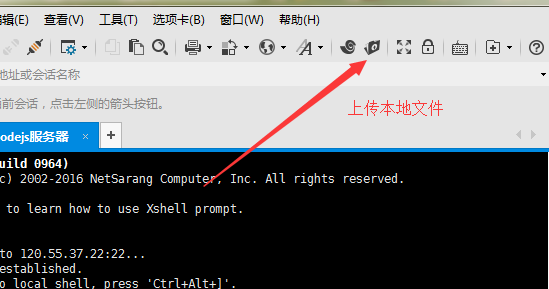 编辑(E) 查看(V) 工具(T) 选项卡(B) 窗口(W) 帮助(H)
地址或会话名称
当前会话，点击左侧的箭头按钮。
上传本地文件
odejs服务器 × +
uild 0964)
c) 2002-2016 NetSarang Computer, Inc. All rights reserved.
to learn how to use Xshell prompt.
to 120.55.37.22:22...
established.
o local shell, press 'Ctrl+Alt+]'.